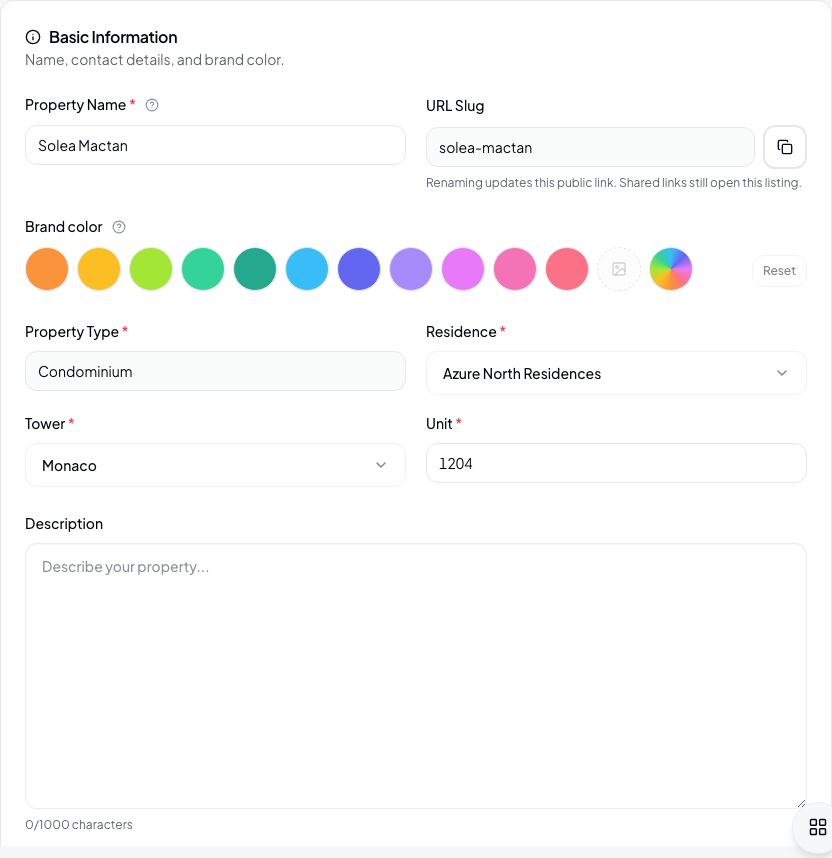 Basic Information
Name, contact details, and brand color.
Property Name *
URL Slug
Solea Mactan
solea-mactan
Renaming updates this public link. Shared links still open this listing.
Brand color
Reset
Property Type *
Residence *
Condominium
Azure North Residences
Tower *
Unit *
Monaco
1204
Description
Describe your property...
0/1000 characters